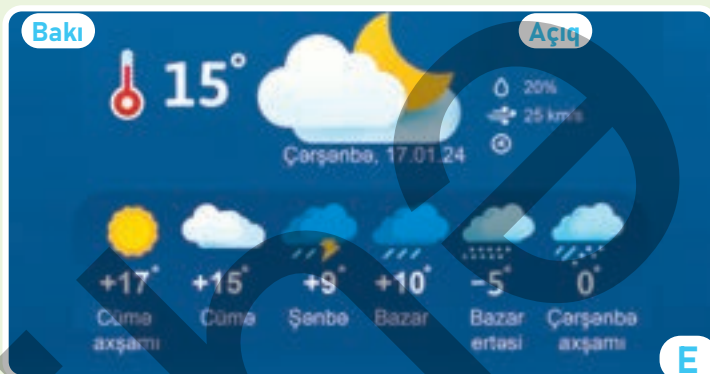 Bakı
Açıq
15°
20%
25 km/s
Çərşənbə, 17.01.24
+17° +15° +9° +10° -5° 0°
Cümə axşamı
Cümə
Şənbə
Bazar
Bazar ertəsi
Çərşənbə axşamı
E